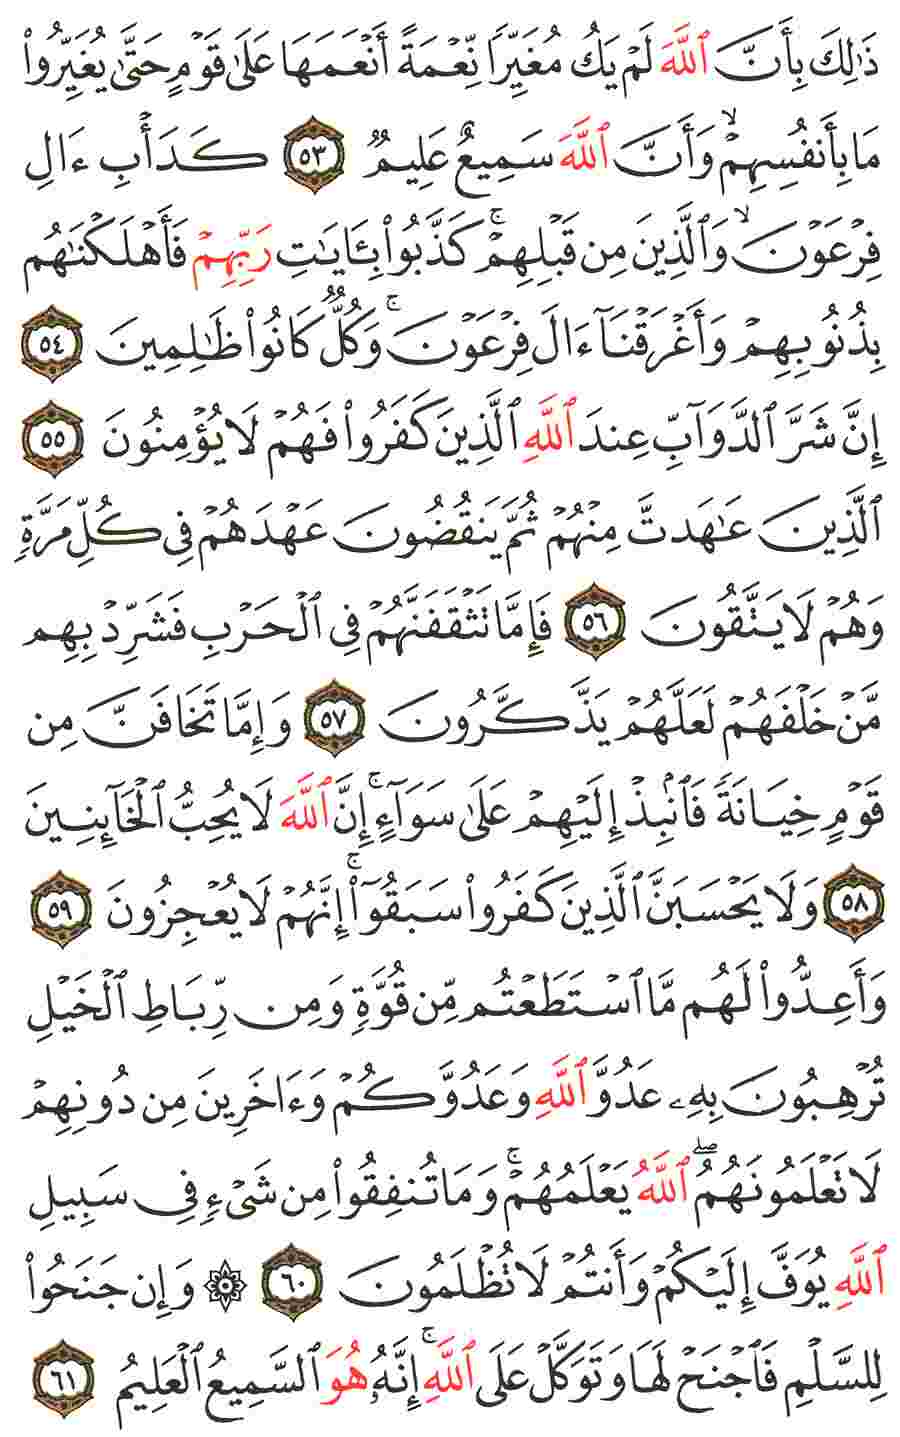 ذَٰلِكَ بِأَنَّ ٱللَّهَ لَمْ يَكُ مُغَيِّرًا نِّعْمَةً أَنْعَمَهَا عَلَىٰ قَوْمٍ حَتَّىٰ يُغَيِّرُوا۟
مَا بِأَنفُسِهِمْ ۙ وَأَنَّ ٱللَّهَ سَمِيعٌ عَلِيمٌ ٥٣ كَدَأْبِ ءَالِ
فِرْعَوْنَ ۙ وَٱلَّذِينَ مِن قَبْلِهِمْ ۚ كَذَّبُوا۟ بِـَٔايَـٰتِ رَبِّهِمْ فَأَهْلَكْنَـٰهُم
بِذُنُوبِهِمْ وَأَغْرَقْنَآ ءَالَ فِرْعَوْنَ ۚ وَكُلٌّ كَانُوا۟ ظَـٰلِمِينَ ٥٤
إِنَّ شَرَّ ٱلدَّوَآبِّ عِندَ ٱللَّهِ ٱلَّذِينَ كَفَرُوا۟ فَهُمْ لَا يُؤْمِنُونَ ٥٥
ٱلَّذِينَ عَـٰهَدتَّ مِنْهُمْ ثُمَّ يَنقُضُونَ عَهْدَهُمْ فِى كُلِّ مَرَّةٍ
وَهُمْ لَا يَتَّقُونَ ٥٦ فَإِمَّا تَثْقَفَنَّهُمْ فِى ٱلْحَرْبِ فَشَرِّدْ بِهِم
مَّنْ خَلْفَهُمْ لَعَلَّهُمْ يَذَّكَّرُونَ ٥٧ وَإِمَّا تَخَافَنَّ مِن
قَوْمٍ خِيَانَةً فَٱنۢبِذْ إِلَيْهِمْ عَلَىٰ سَوَآءٍ ۚ إِنَّ ٱللَّهَ لَا يُحِبُّ ٱلْخَآئِنِينَ
٥٨ وَلَا يَحْسَبَنَّ ٱلَّذِينَ كَفَرُوا۟ سَبَقُوٓا۟ ۚ إِنَّهُمْ لَا يُعْجِزُونَ ٥٩
وَأَعِدُّوا۟ لَهُم مَّا ٱسْتَطَعْتُم مِّن قُوَّةٍ وَمِن رِّبَاطِ ٱلْخَيْلِ
تُرْهِبُونَ بِهِۦ عَدُوَّ ٱللَّهِ وَعَدُوَّكُمْ وَءَاخَرِينَ مِن دُونِهِمْ
لَا تَعْلَمُونَهُمُ ۖ ٱللَّهُ يَعْلَمُهُمْ ۚ وَمَا تُنفِقُوا۟ مِن شَىْءٍ فِى سَبِيلِ
ٱللَّهِ يُوَفَّ إِلَيْكُمْ وَأَنتُمْ لَا تُظْلَمُونَ ٦٠ ۞ وَإِن جَنَحُوا۟
لِلسَّلْمِ فَٱجْنَحْ لَهَا وَتَوَكَّلْ عَلَى ٱللَّهِ ۚ إِنَّهُۥ هُوَ ٱلسَّمِيعُ ٱلْعَلِيمُ ٦١